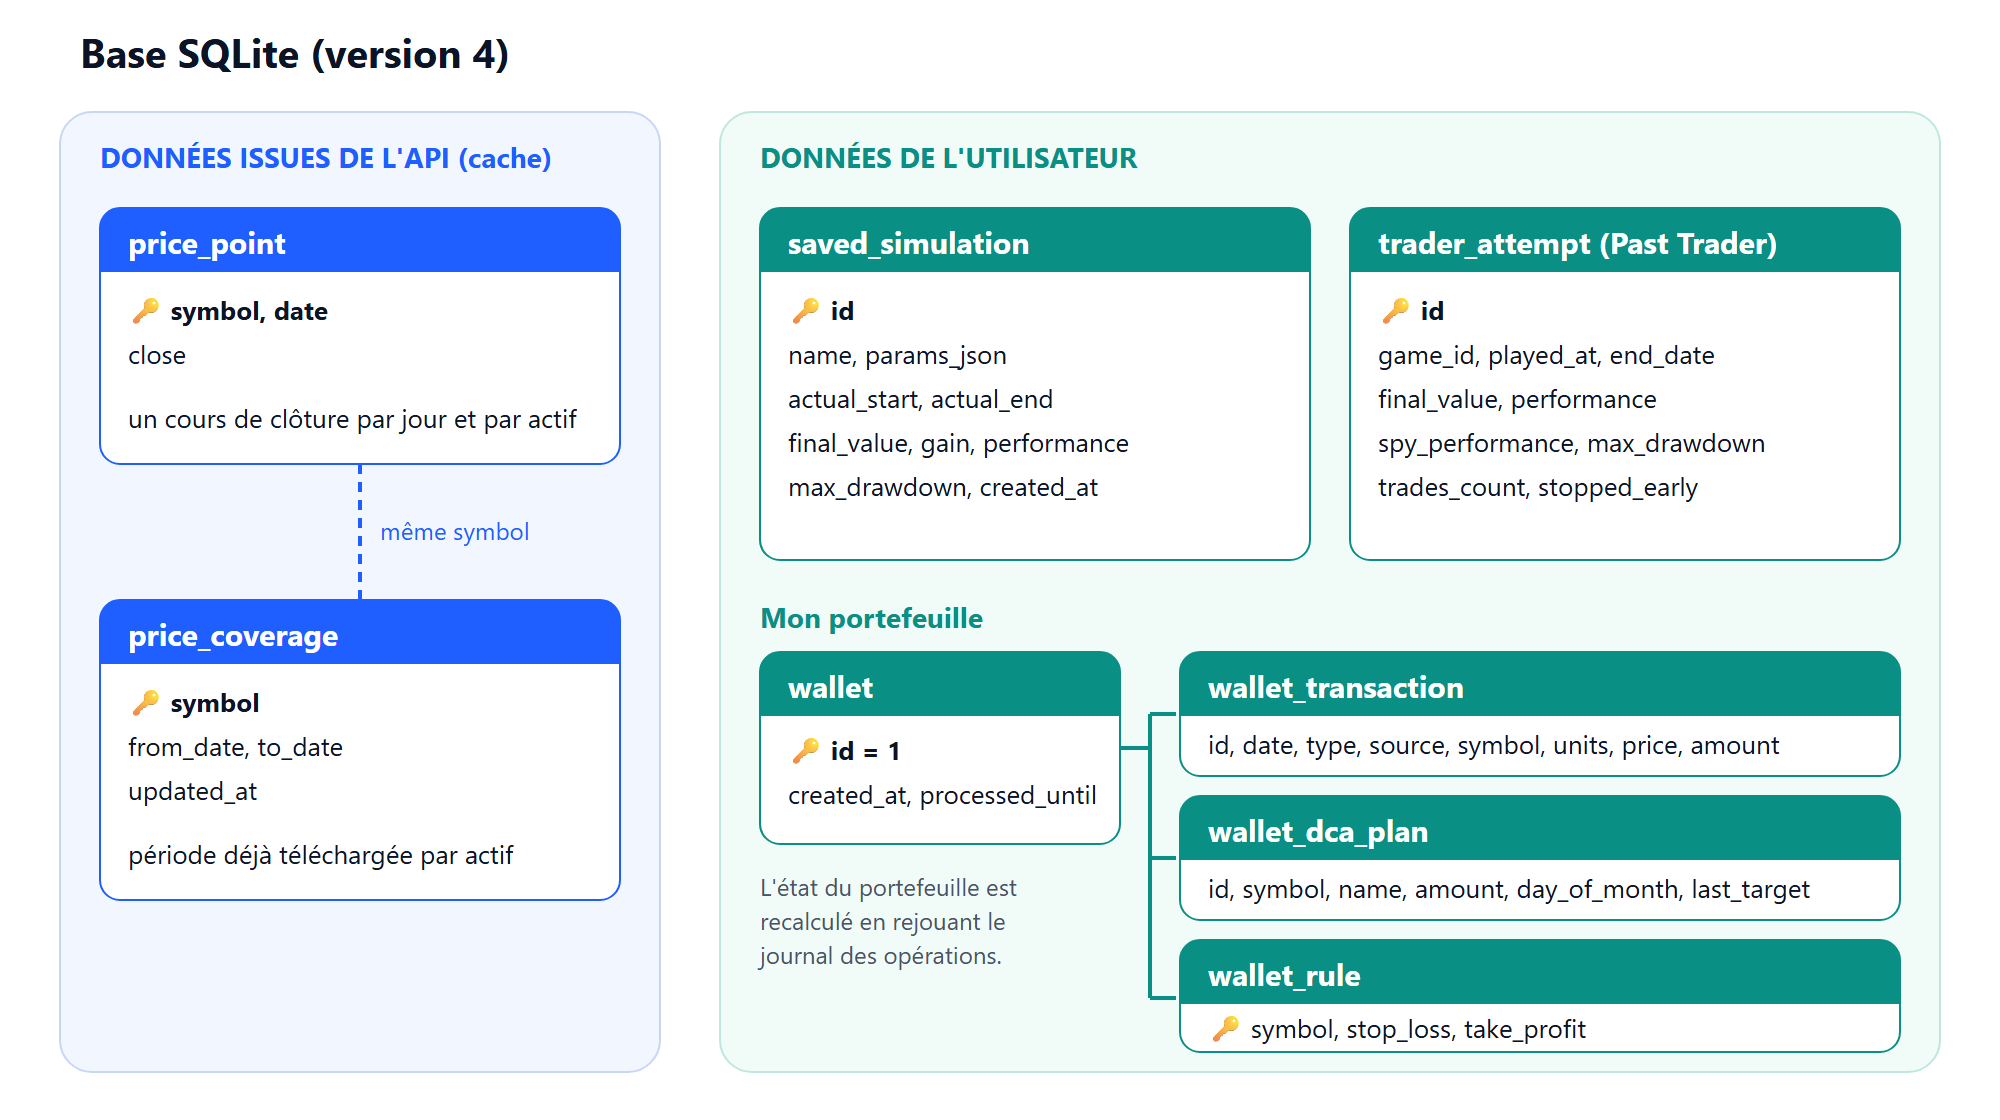 Base SQLite (version 4)
DONNÉES ISSUES DE L'API (cache)
price_point
symbol, date
close
un cours de clôture par jour et par actif
même symbol
price_coverage
symbol
from_date, to_date
updated_at
période déjà téléchargée par actif
DONNÉES DE L'UTILISATEUR
saved_simulation
id
name, params_json
actual_start, actual_end
final_value, gain, performance
max_drawdown, created_at
trader_attempt (Past Trader)
id
game_id, played_at, end_date
final_value, performance
spy_performance, max_drawdown
trades_count, stopped_early
Mon portefeuille
wallet
id = 1
created_at, processed_until
L'état du portefeuille est
recalculé en rejouant le
journal des opérations.
wallet_transaction
id, date, type, source, symbol, units, price, amount
wallet_dca_plan
id, symbol, name, amount, day_of_month, last_target
wallet_rule
symbol, stop_loss, take_profit